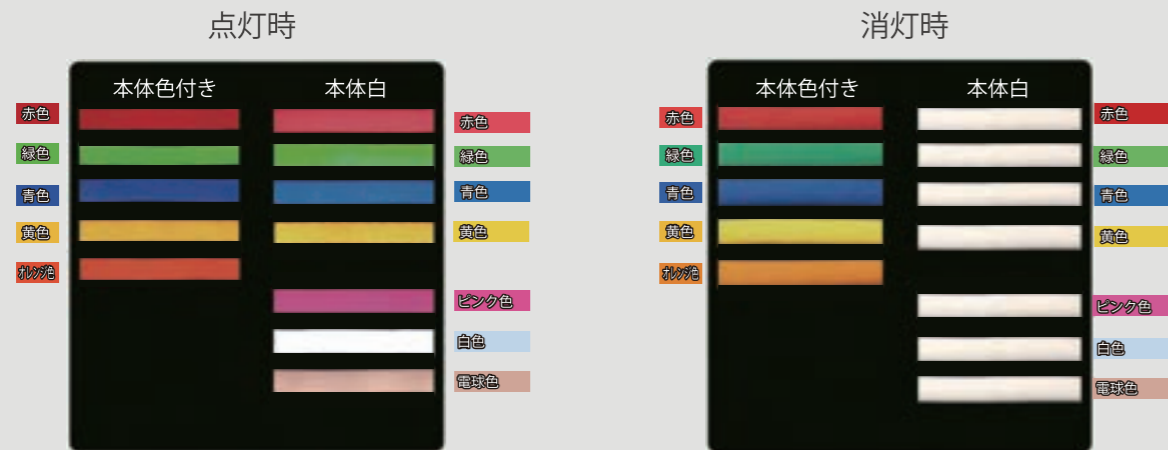 点灯時
本体色付き
本体白
赤色
緑色
青色
黄色
オレンジ色
赤色
緑色
青色
黄色
ピンク色
白色
電球色
消灯時
本体色付き
本体白
赤色
緑色
青色
黄色
オレンジ色
赤色
緑色
青色
黄色
ピンク色
白色
電球色